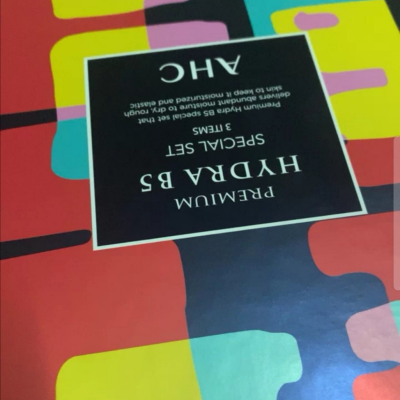 PREMIUM
HYDRA B5
SPECIAL SET
3 ITEMS
Premium Hydra B5 special set that
delivers abundant moisture to dry, rough
skin to keep it moisturized and elastic
AHC